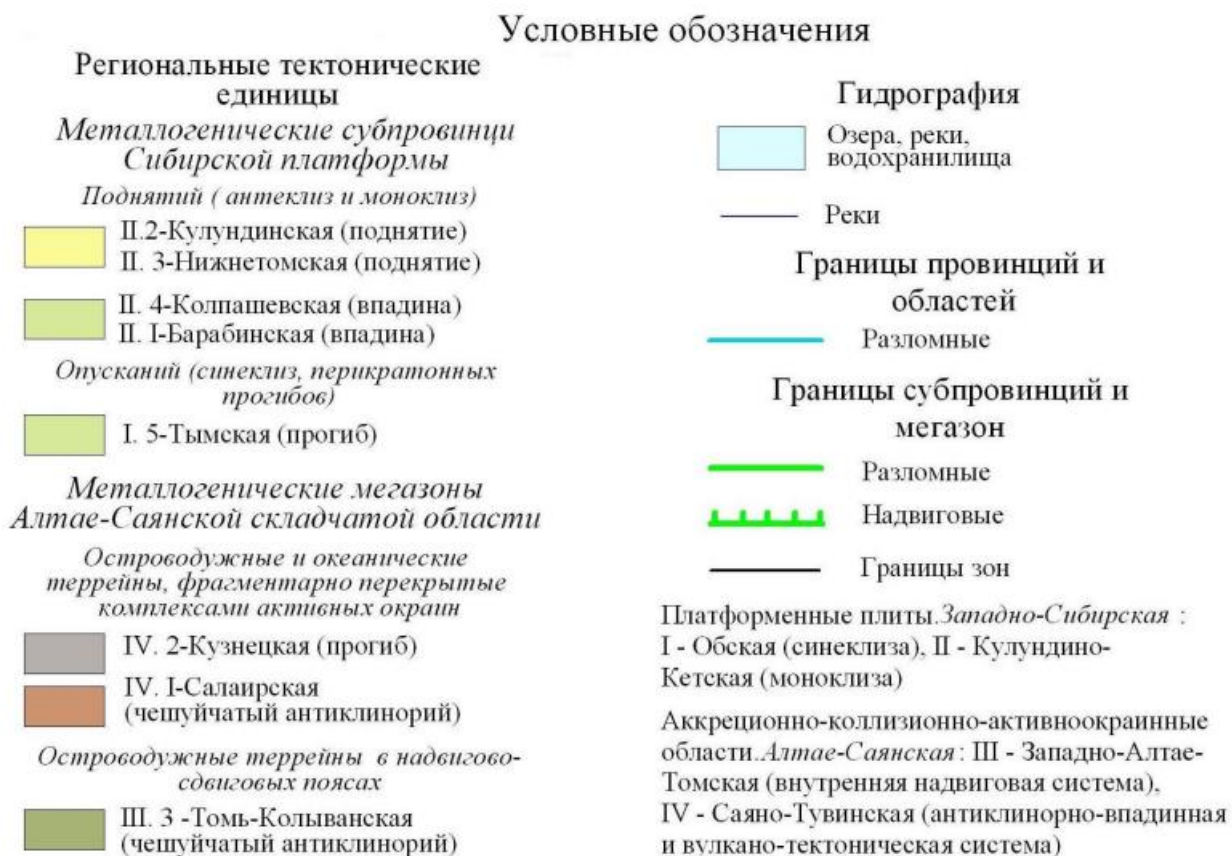 Условные обозначения
Региональные тектонические
единицы
Металлогенические субпровинци
Сибирской платформы
Поднятий ( антеклиз и моноклиз)
II.2-Кулундинская (поднятие)
II. 3-Нижнетомская (поднятие)
II. 4-Колпашевская (впадина)
II. I-Барабинская (впадина)
Опусканий (синеклиз, перикратонных
прогибов)
I. 5-Тымская (прогиб)
Металлогенические мегазоны
Алтае-Саянской складчатой области
Островодужные и океанические
террейны, фрагментарно перекрытые
комплексами активных окраин
IV. 2-Кузнецкая (прогиб)
IV. I-Салаирская
(чешуйчатый антиклинорий)
Островодужные террейны в надвигово-
сдвиговых поясах
III. 3 -Томь-Колыванская
(чешуйчатый антиклинорий)
Гидрография
Озера, реки,
водохранилища
Реки
Границы провинций и
областей
Разломные
Границы субпровинций и
мегазон
Разломные
Надвиговые
Границы зон
Платформенные плиты.Западно-Сибирская :
I - Обская (синеклиза), II - Кулундино-
Кетская (моноклиза)
Аккреционно-коллизионно-активноокраинные
области.Алтае-Саянская: III - Западно-Алтае-
Томская (внутренняя надвиговая система),
IV - Саяно-Тувинская (антиклинорно-впадинная
и вулкано-тектоническая система)